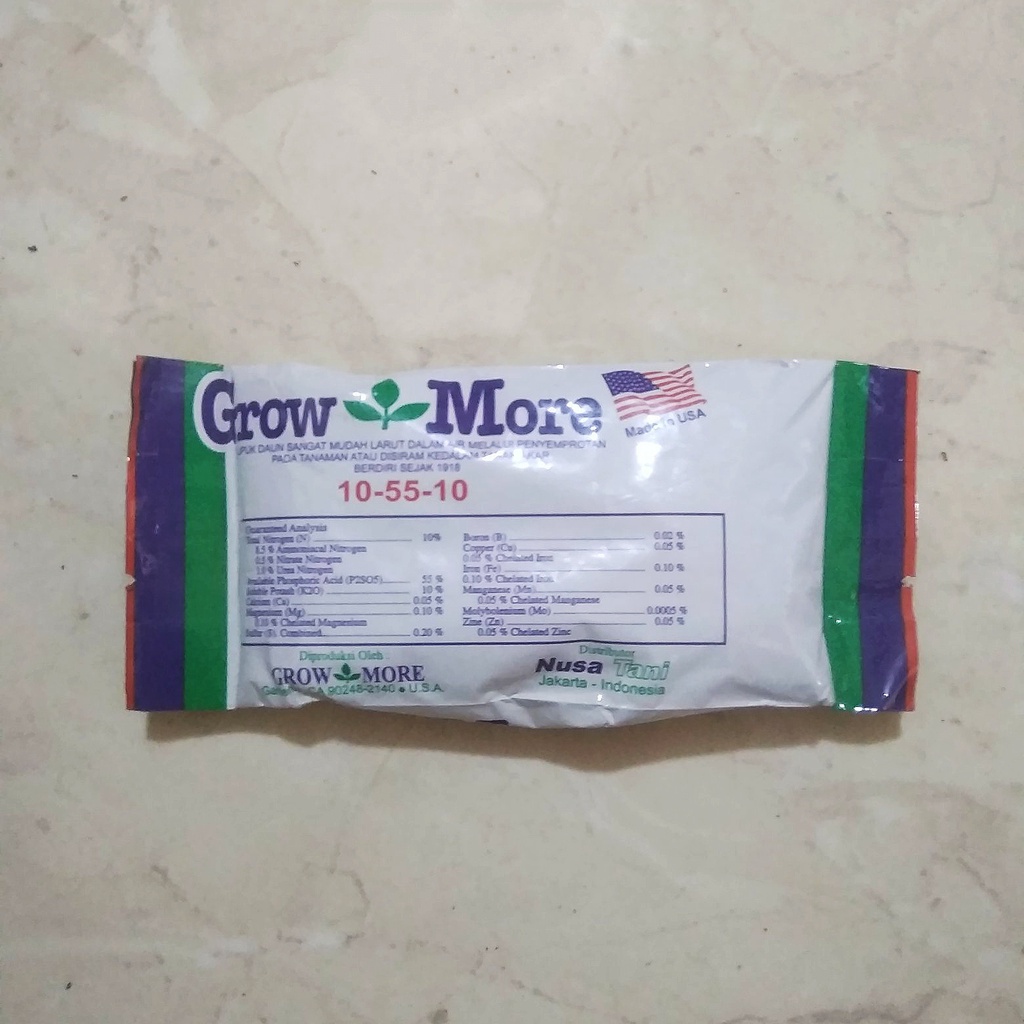 Grow More
Made in USA
PUK DAUN SANGAT MUDAH LARUT DALAM AIR MELALUI PENYEMPROTAN
PADA TANAMAN ATAU DISIRAM KEDALAM
BERDIRI SEJAK 1918
10-55-10
Guaranteed Analysis
Total Nitrogen (N) 10%
8.5 % Ammoniacal Nitrogen
0.5 % Nitrate Nitrogen
1.0 % Urea Nitrogen
Available Phosphoric Acid (P2SO5) 55 %
Soluble Potash (K2O) 10 %
Calcium (Ca) 0.05 %
Magnesium (Mg) 0.10 %
0.10 % Chelated Magnesium
Sulfur (S) Combined 0.20 %
Boron (B) 0.02 %
Copper (Cu) 0.05 %
0.05 % Chelated Iron
Iron (Fe) 0.10 %
0.10 % Chelated Iron
Manganese (Mn) 0.05 %
0.05 % Chelated Manganese
Molybolenium (Mo) 0.0005 %
Zinc (Zn) 0.05 %
0.05 % Chelated Zinc
Diproduksi Oleh :
GROW MORE
90248-2140 • U.S.A.
Distributor
Nusa Tani
Jakarta - Indonesia